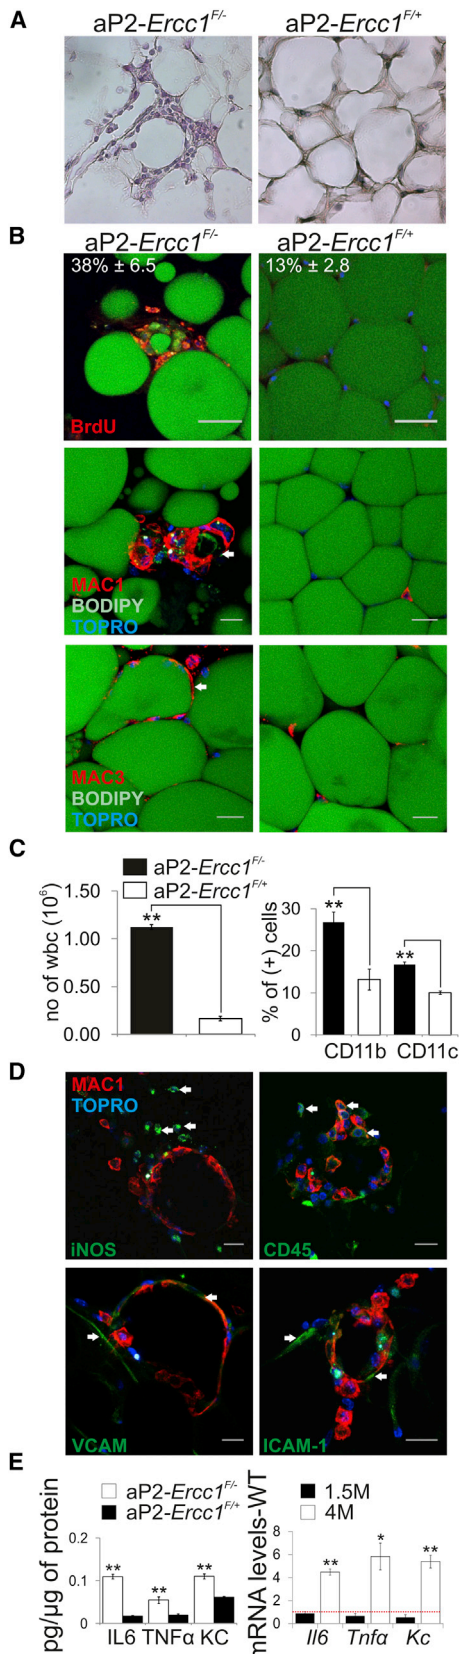 A
aP2-Ercc1F/- aP2-Ercc1F/+
B
aP2-Ercc1F/- aP2-Ercc1F/+
38% ± 6.5 13% ± 2.8
BrdU
MAC1
BODIPY
TOPRO
MAC3
BODIPY
TOPRO
C
aP2-Ercc1F/-
aP2-Ercc1F/+
no of wbc (10⁶)
1.50
1.00
0.50
0.00
**
% of (+) cells
30
20
10
0
** **
CD11b CD11c
D
MAC1
TOPRO
iNOS CD45
VCAM ICAM-1
E
aP2-Ercc1F/-
aP2-Ercc1F/+
pg/µg of protein
0.2
0.1
0
** ** **
IL6 TNFα KC
1.5M
4M
mRNA levels-WT
8
6
4
2
0
** * **
Il6 Tnfα Kc